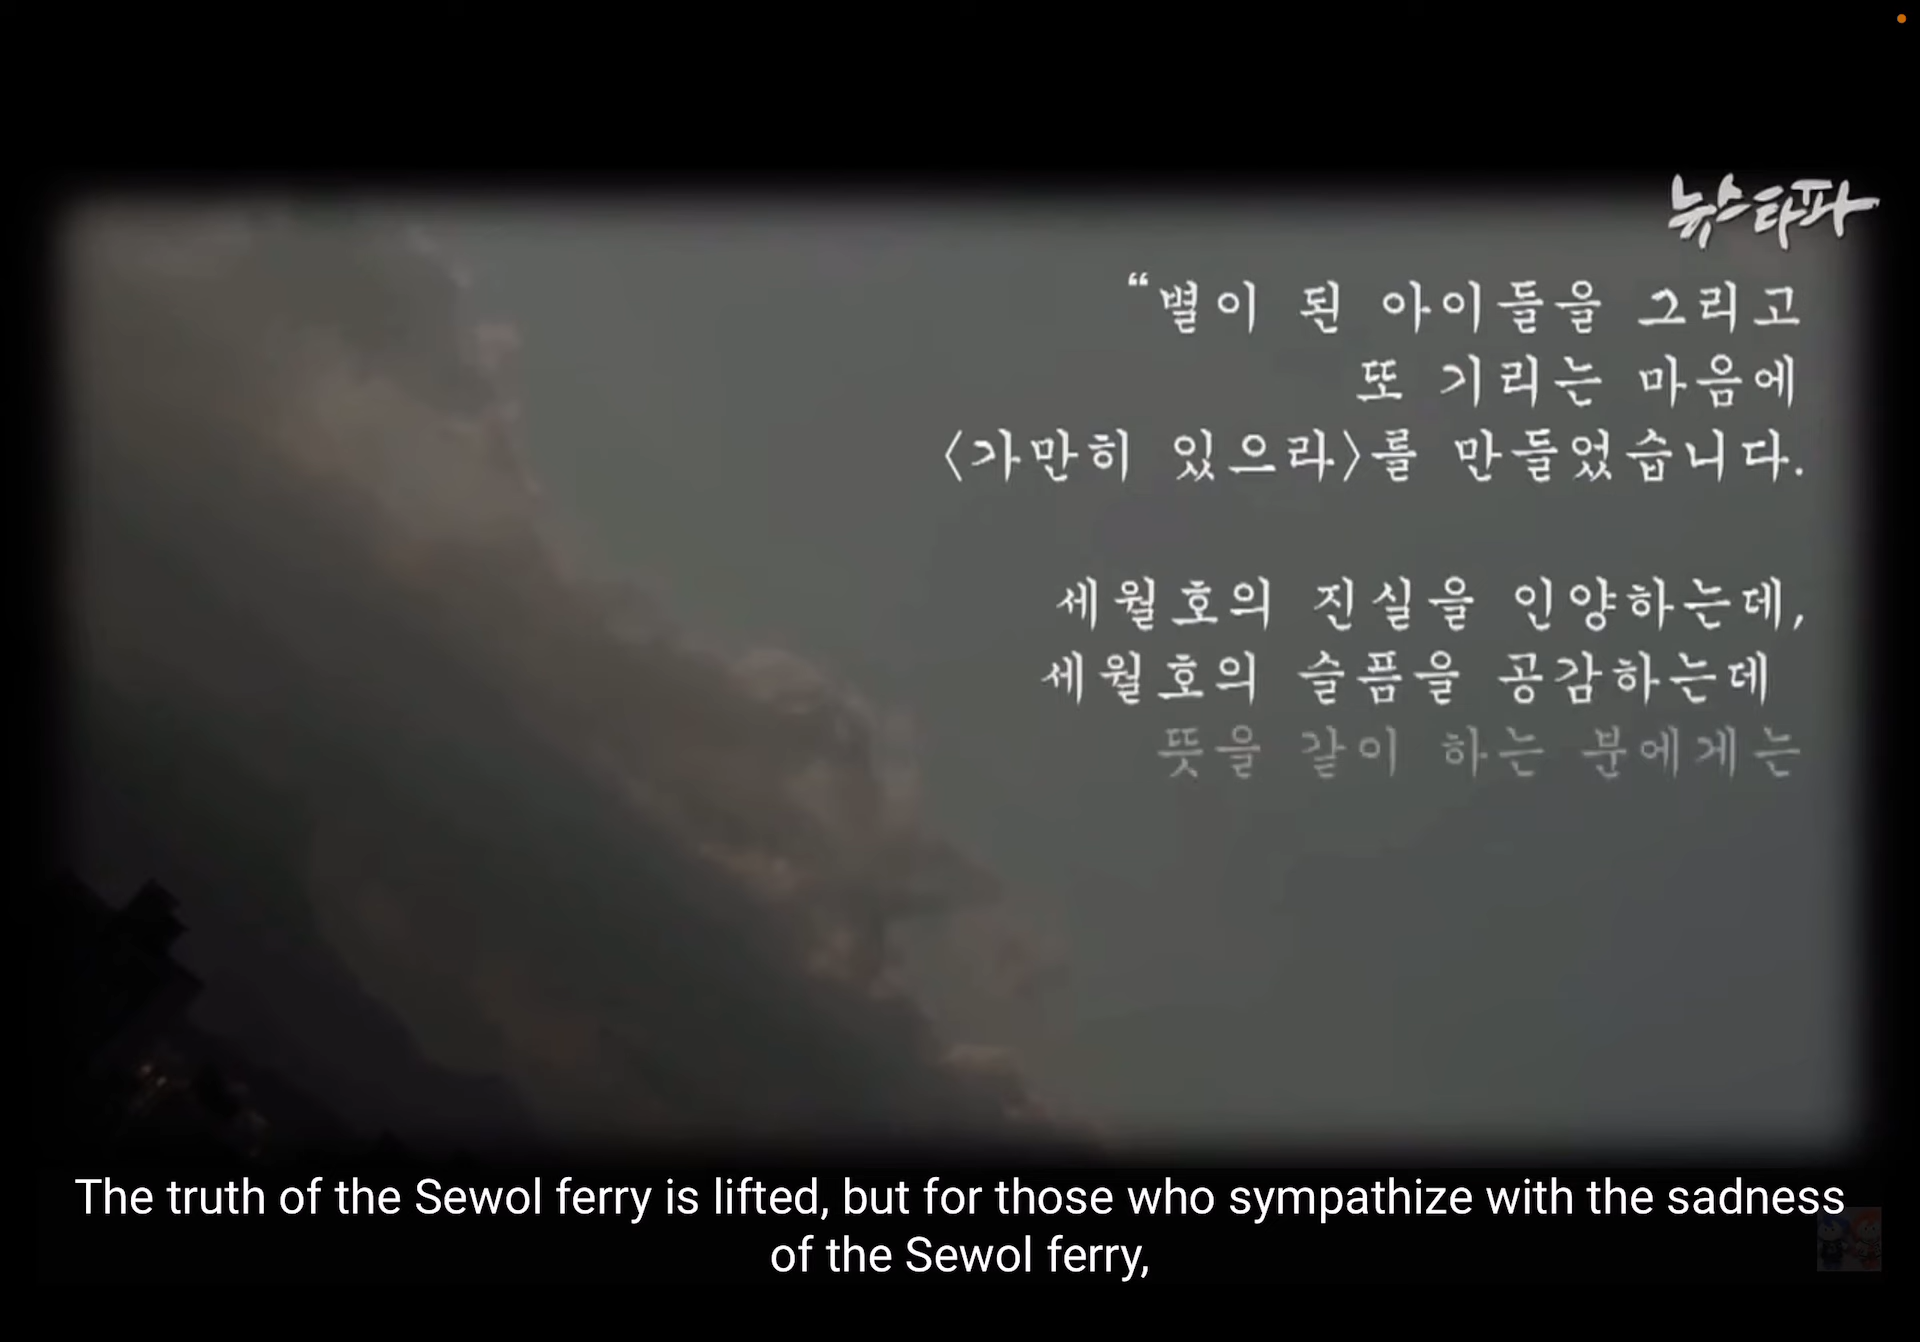 뉴스타파
“별이 된 아이들을 그리고
또 기리는 마음에
〈가만히 있으라〉를 만들었습니다.
세월호의 진실을 인양하는데,
세월호의 슬픔을 공감하는데
뜻을 같이 하는 분에게는
The truth of the Sewol ferry is lifted, but for those who sympathize with the sadness
of the Sewol ferry,